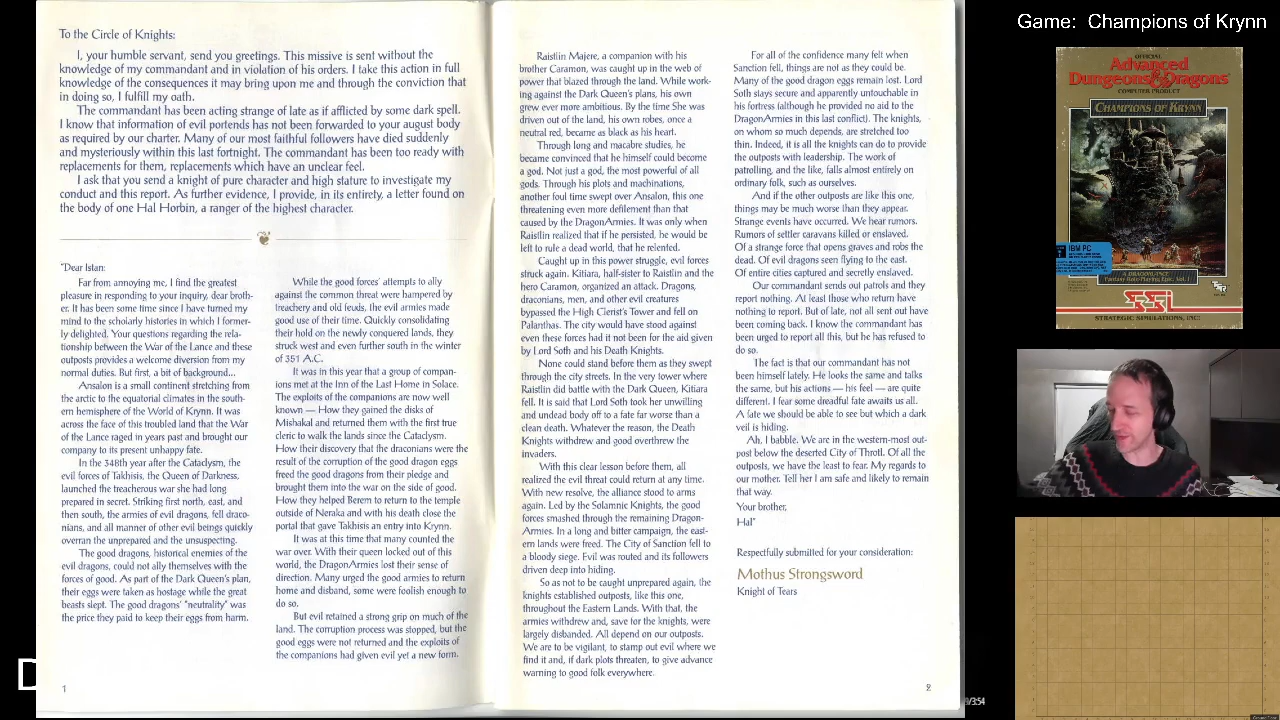 To the Circle of Knights:
I, your humble servant, send you greetings. This missive is sent without the
knowledge of my commandant and in violation of his orders. I take this action in full
knowledge of the consequences it may bring upon me and through the conviction that
in doing so, I fulfill my oath.
The commandant has been acting strange of late as if afflicted by some dark spell.
I know that information of evil portends has not been forwarded to your august body
as required by our charter. Many of our most faithful followers have died suddenly
and mysteriously within this last fortnight. The commandant has been too ready with
replacements for them, replacements which have an unclear feel.
I ask that you send a knight of pure character and high stature to investigate my
conduct and this report. As further evidence, I provide, in its entirety, a letter found on
the body of one Hal Horbin, a ranger of the highest character.
"Dear Istan:
Far from annoying me, I find the greatest
pleasure in responding to your inquiry, dear broth-
er. It has been some time since I have turned my
mind to the scholarly histories in which I former-
ly delighted. Your questions regarding the rela-
tionship between the War of the Lance and these
outposts provides a welcome diversion from my
normal duties. But first, a bit of background...
Ansalon is a small continent stretching from
the arctic to the equatorial climates in the south-
ern hemisphere of the World of Krynn. It was
across the face of this troubled land that the War
of the Lance raged in years past and brought our
company to its present unhappy fate.
In the 348th year after the Cataclysm, the
evil forces of Takhisis, the Queen of Darkness,
launched the treacherous war she had long
prepared in secret. Striking first north, east, and
then south, the armies of evil dragons, fell draco-
nians, and all manner of other evil beings quickly
overran the unprepared and the unsuspecting.
The good dragons, historical enemies of the
evil dragons, could not ally themselves with the
forces of good. As part of the Dark Queen's plan,
their eggs were taken as hostage while the great
beasts slept. The good dragons' "neutrality" was
the price they paid to keep their eggs from harm.
1
While the good forces' attempts to unite
against the common threat were hampered by
treachery and old feuds, the evil armies made
good use of their time. Quickly consolidating
their hold on the newly conquered lands, they
struck west and even further south in the winter
of 351 A.C.
It was in this year that a group of compan-
ions met at the Inn of the Last Home in Solace.
The exploits of the companions are now well
known — How they gained the disks of
Mishakal and returned them with the first true
cleric to walk the lands since the Cataclysm.
How their discovery that the draconians were the
result of the corruption of the good dragon eggs
freed the good dragons from their pledge and
brought them into the war on the side of good.
How they helped Berem to return to the temple
outside of Neraka and with his death close the
portal that gave Takhisis an entry into Krynn.
It was at this time that many counted the
war over. With their queen locked out of this
world, the DragonArmies lost their sense of
direction. Many urged the good armies to return
home and disband, some were foolish enough to
do so.
But evil retained a strong grip on much of the
land. The corruption process was stopped, but the
good eggs were not returned and the exploits of
the companions had given evil yet a new form.
Raistlin Majere, a companion with his
brother Caramon, was caught up in the web of
power that blazed through the land. While work-
ing against the Dark Queen's plans, his own
grew ever more ambitious. By the time She was
driven out of the land, his own robes, once a
neutral red, became as black as his heart.
Through long and macabre studies, he
became convinced that he himself could become
a god. Not just a god, the most powerful of all
gods. Through his plots and machinations,
another foul time swept over Ansalon, this one
threatening even more defilement than that
caused by the DragonArmies. It was only when
Raistlin realized that if he persisted, he would be
left to rule a dead world, that he relented.
Caught up in this power struggle, evil forces
struck again. Kitiara, half-sister to Raistlin and the
hero Caramon, organized an attack. Dragons,
draconians, men, and other evil creatures
bypassed the High Clerist's Tower and fell on
Palanthas. The city would have stood against
even these forces had it not been for the aid given
by Lord Soth and his Death Knights.
None could stand before them as they swept
through the city streets. In the very tower where
Raistlin did battle with the Dark Queen, Kitiara
fell. It is said that Lord Soth took her unwilling
and undead body off to a fate far worse than a
clean death. Whatever the reason, the Death
Knights withdrew and good overthrew the
invaders.
With this clear lesson before them, all
realized the evil threat could return at any time.
With new resolve, the alliance stood to arms
again. Led by the Solamnic Knights, the good
forces smashed through the remaining Dragon-
Armies. In a long and bitter campaign, the east-
ern lands were freed. The City of Sanction fell to
a bloody siege. Evil was routed and its followers
driven deep into hiding.
So as not to be caught unprepared again, the
knights established outposts, like this one,
throughout the Eastern Lands. With that, the
armies withdrew and, save for the knights, were
largely disbanded. All depend on our outposts.
We are to be vigilant, to stamp out evil where we
find it and, if dark plots threaten, to give advance
warning to good folk everywhere.
For all of the confidence many felt when
Sanction fell, things are not as they could be.
Many of the good dragon eggs remain lost. Lord
Soth stays secure and apparently untouchable in
his fortress (although he provided no aid to the
DragonArmies in this last conflict). The knights,
on whom so much depends, are stretched too
thin. Indeed, it is all the knights can do to provide
the outposts with leadership. The work of
patrolling, and the like, falls almost entirely on
ordinary folk, such as ourselves.
And if the other outposts are like this one,
things may be much worse than they appear.
Strange events have occurred. We hear rumors.
Rumors of settler caravans killed or enslaved.
Of a strange force that opens graves and robs the
dead. Of evil dragons seen flying to the east.
Of entire cities captured and secretly enslaved.
Our commandant sends out patrols and they
report nothing. At least those who return have
nothing to report. But of late, not all sent out have
been coming back. I know the commandant has
been urged to report all this, but he has refused to
do so.
The fact is that our commandant has not
been himself lately. He looks the same and talks
the same, but his actions — his feel — are quite
different. I fear some dreadful fate awaits us all.
A fate we should be able to see but which a dark
veil is hiding.
Ah. I babble. We are in the western-most out-
post below the deserted City of Throtl. Of all the
outposts, we have the least to fear. My regards to
our mother. Tell her I am safe and likely to remain
that way.
Your brother,
Hal"
Respectfully submitted for your consideration:
Mothus Strongsword
Knight of Tears
2
D
/3:54
Game: Champions of Krynn
OFFICIAL
Advanced
Dungeons & Dragons
COMPUTER PRODUCT
CHAMPIONS OF KRYNN
IBM PC
A DRAGONLANCE
Fantasy Role-Playing Epic, Vol. I
SSI
STRATEGIC SIMULATIONS, INC.